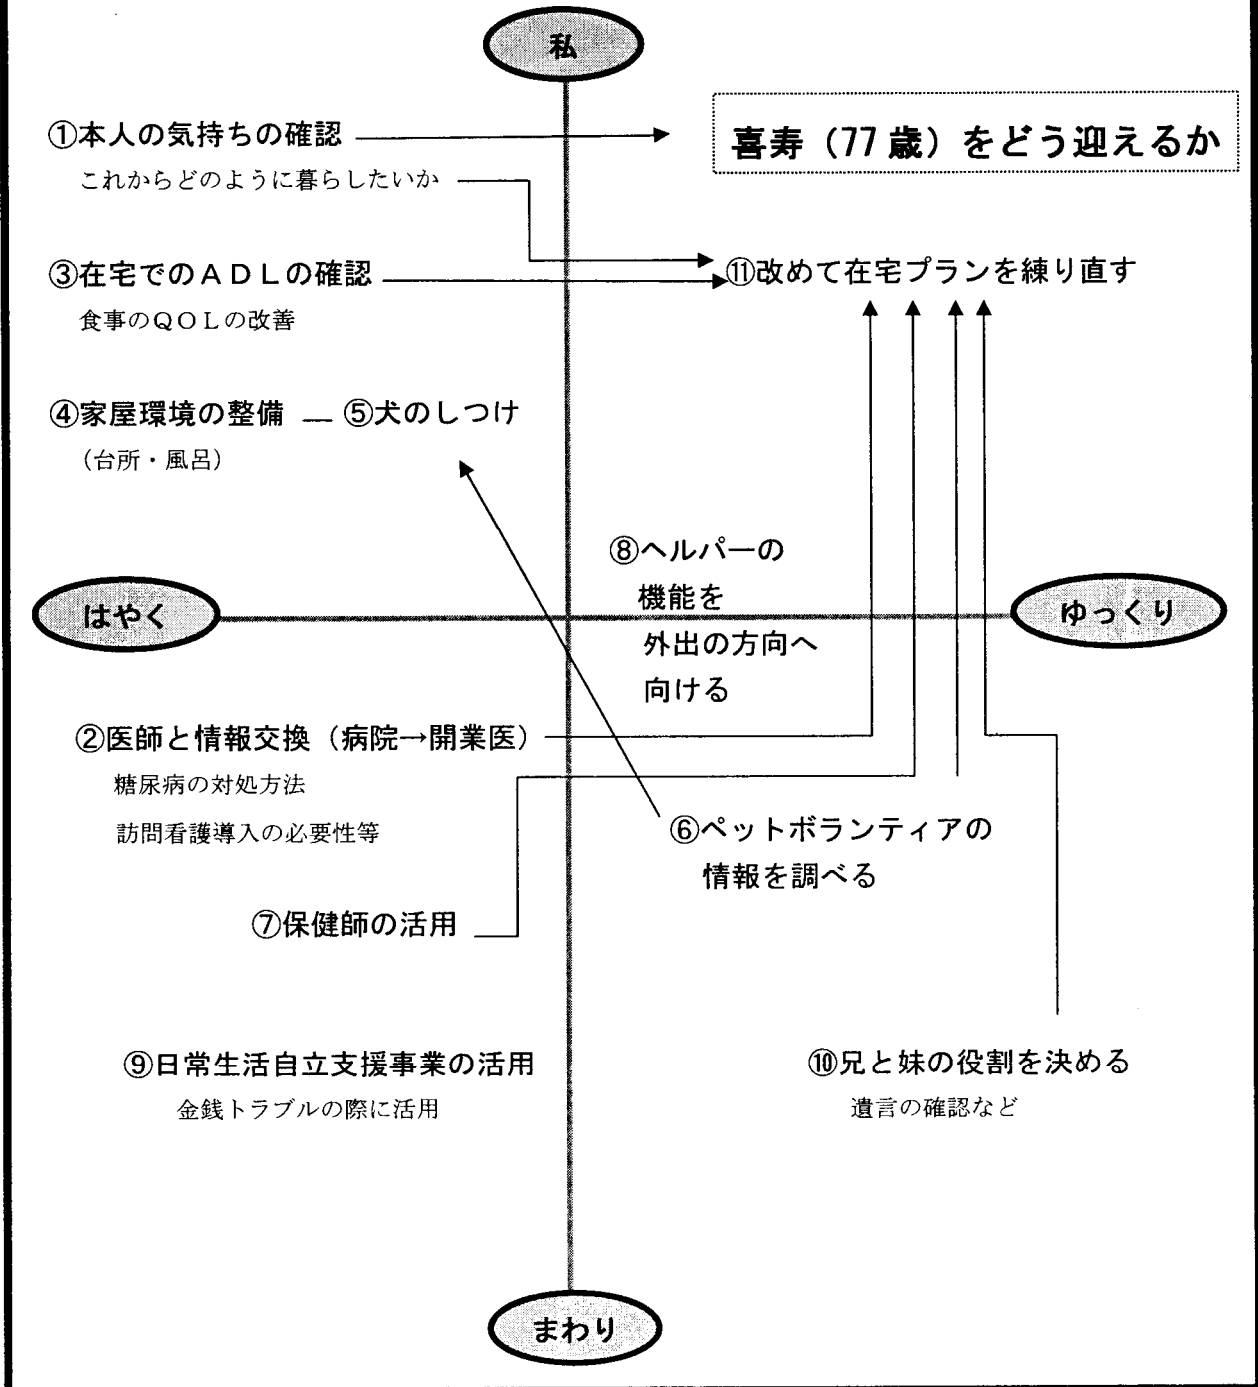 私
①本人の気持ちの確認
これからどのように暮らしたいか
喜寿（77歳）をどう迎えるか
③在宅でのＡＤＬの確認
食事のＱＯＬの改善
⑪改めて在宅プランを練り直す
④家屋環境の整備
（台所・風呂）
⑤犬のしつけ
はやく
⑧ヘルパーの
機能を
外出の方向へ
向ける
ゆっくり
②医師と情報交換（病院→開業医）
糖尿病の対処方法
訪問看護導入の必要性等
⑥ペットボランティアの
情報を調べる
⑦保健師の活用
⑨日常生活自立支援事業の活用
金銭トラブルの際に活用
⑩兄と妹の役割を決める
遺言の確認など
まわり